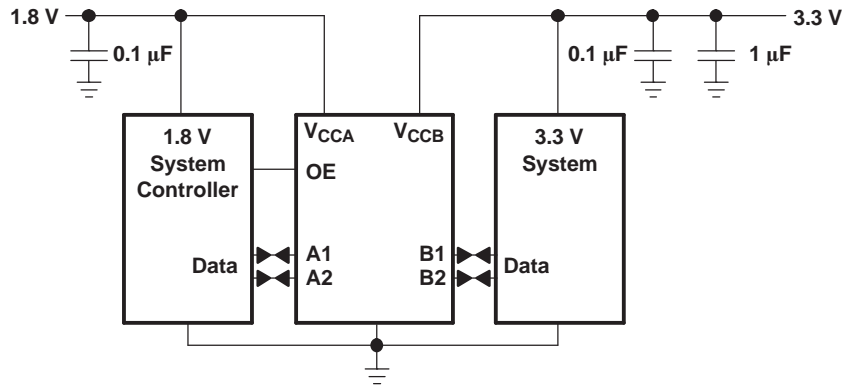 1.8 V
3.3 V
0.1 µF
0.1 µF
1 µF
1.8 V
System
Controller
VCCA
VCCB
3.3 V
System
OE
Data
A1
A2
B1
B2
Data